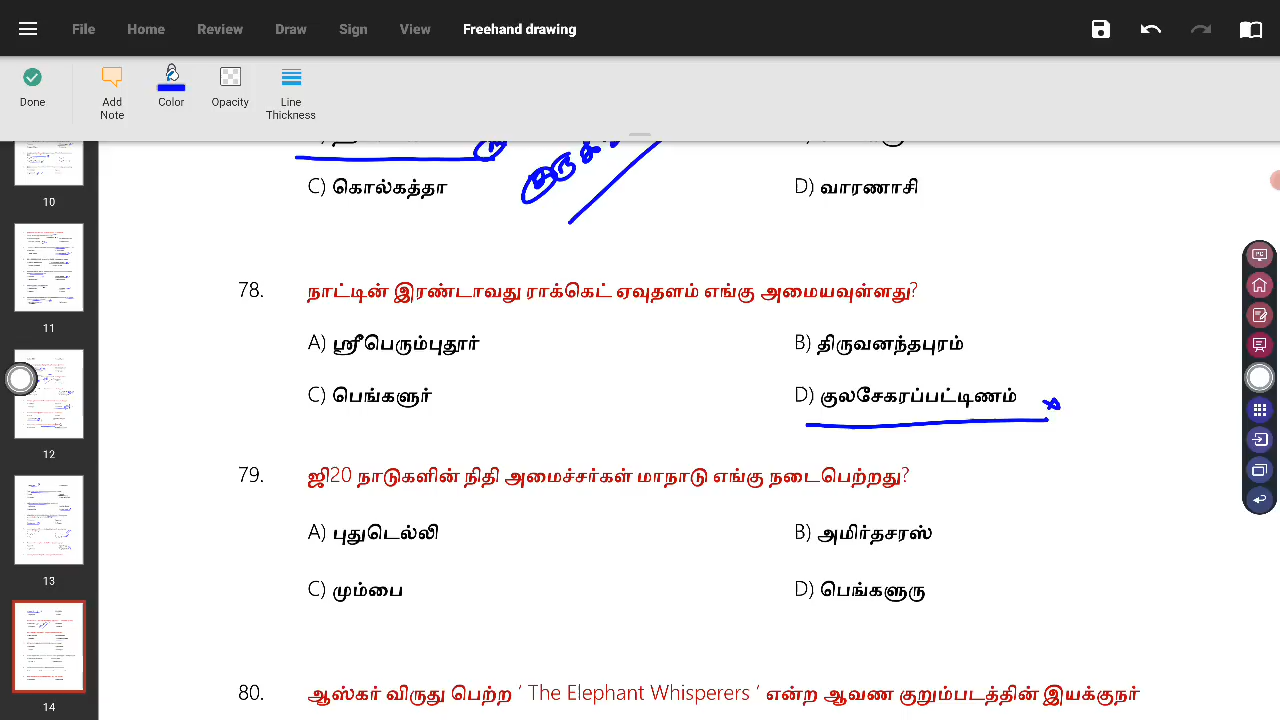 File Home Review Draw Sign View Freehand drawing
Done
Add Note
Color
Opacity
Line Thickness
C) கொல்கத்தா D) வாரணாசி
78. நாட்டின் இரண்டாவது ராக்கெட் ஏவுதளம் எங்கு அமையவுள்ளது?
A) ஸ்ரீபெரும்புதூர் B) திருவனந்தபுரம்
C) பெங்களூர் D) குலசேகரப்பட்டிணம்
79. ஜி20 நாடுகளின் நிதி அமைச்சர்கள் மாநாடு எங்கு நடைபெற்றது?
A) புதுடெல்லி B) அமிர்தசரஸ்
C) மும்பை D) பெங்களுரு
80. ஆஸ்கர் விருது பெற்ற ‘ The Elephant Whisperers ’ என்ற ஆவண குறும்படத்தின் இயக்குநர்
10
11
12
13
14